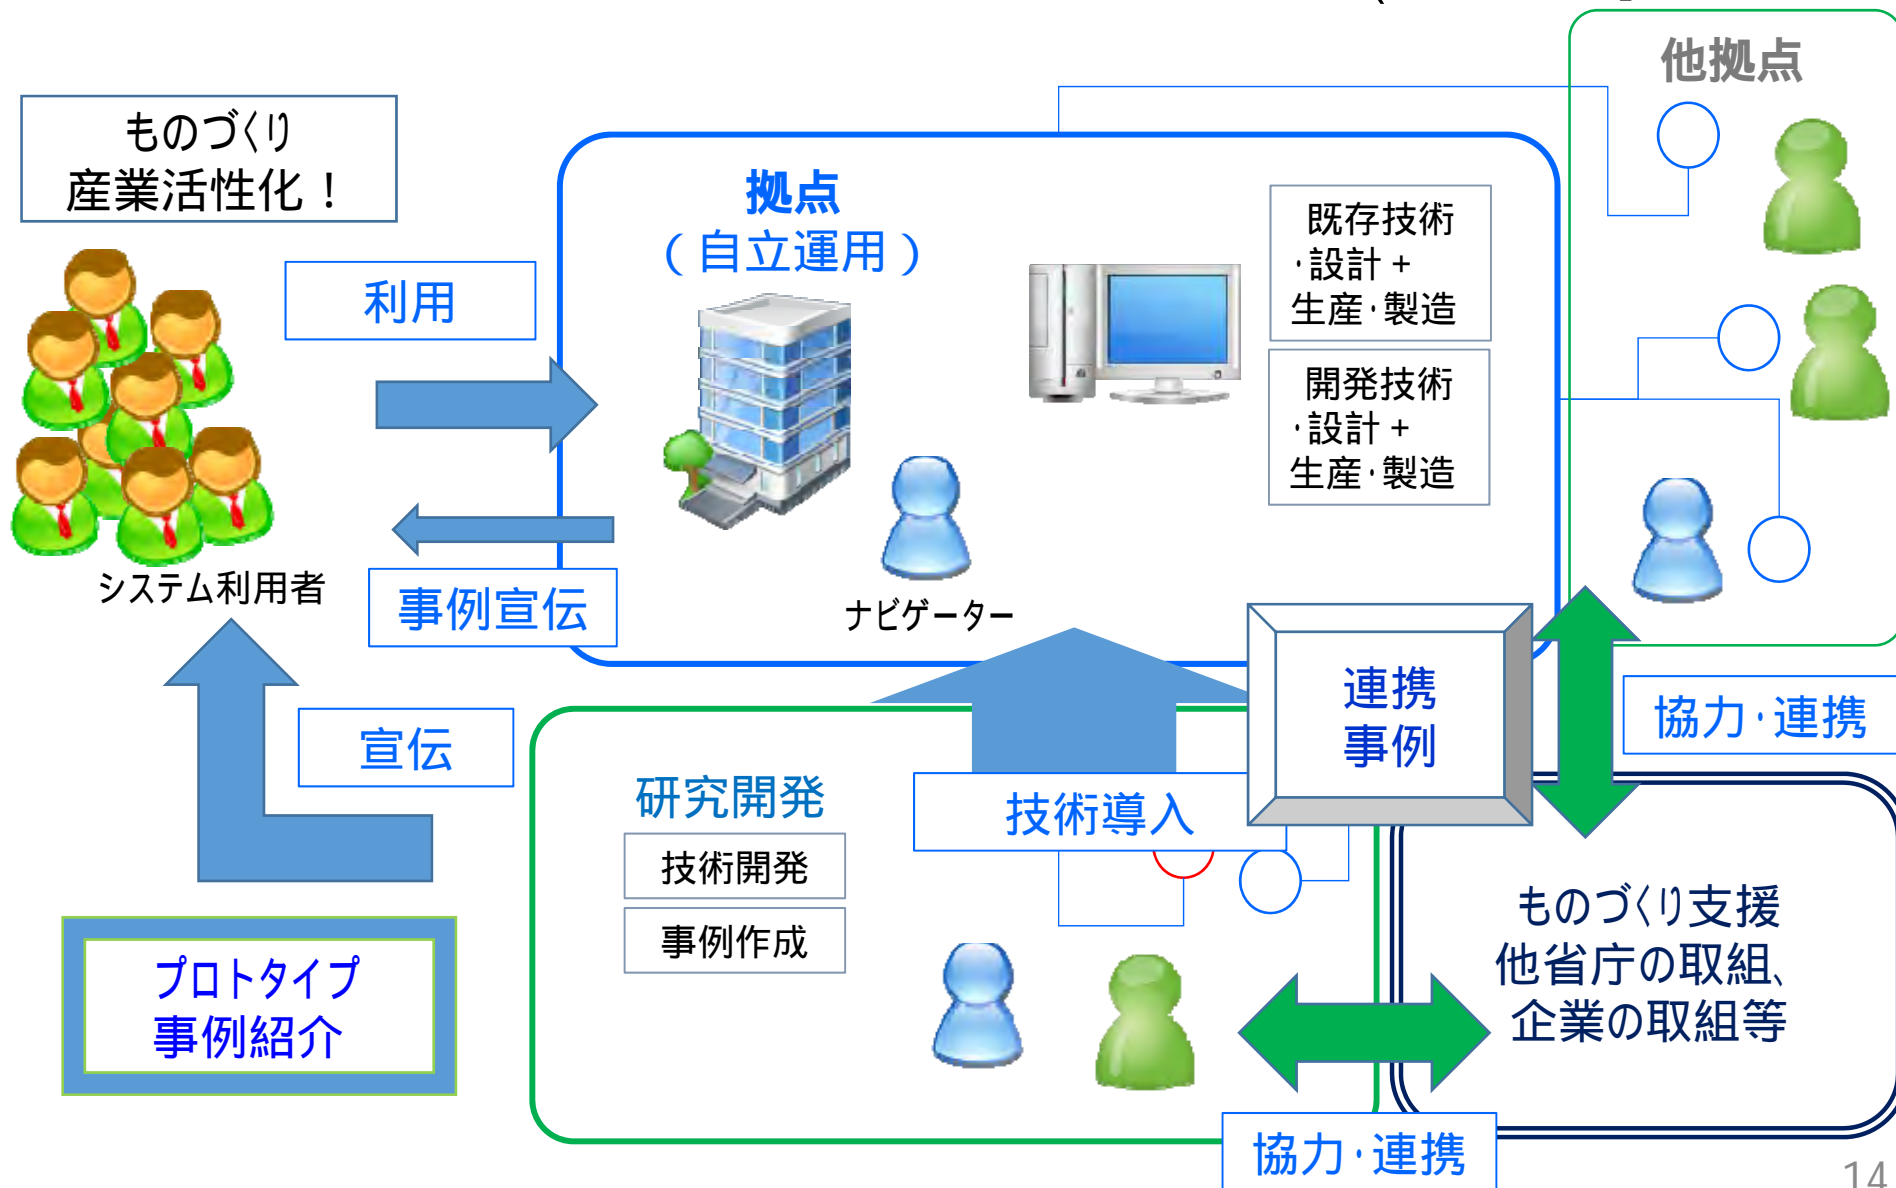 他拠点
ものづくり
産業活性化！
拠点
（自立運用）
既存技術
・設計＋
生産・製造
利用
開発技術
・設計＋
生産・製造
システム利用者
事例宣伝
ナビゲーター
連携
事例
協力・連携
宣伝
研究開発
技術導入
技術開発
事例作成
ものづくり支援
他省庁の取組、
企業の取組等
プロトタイプ
事例紹介
協力・連携
14